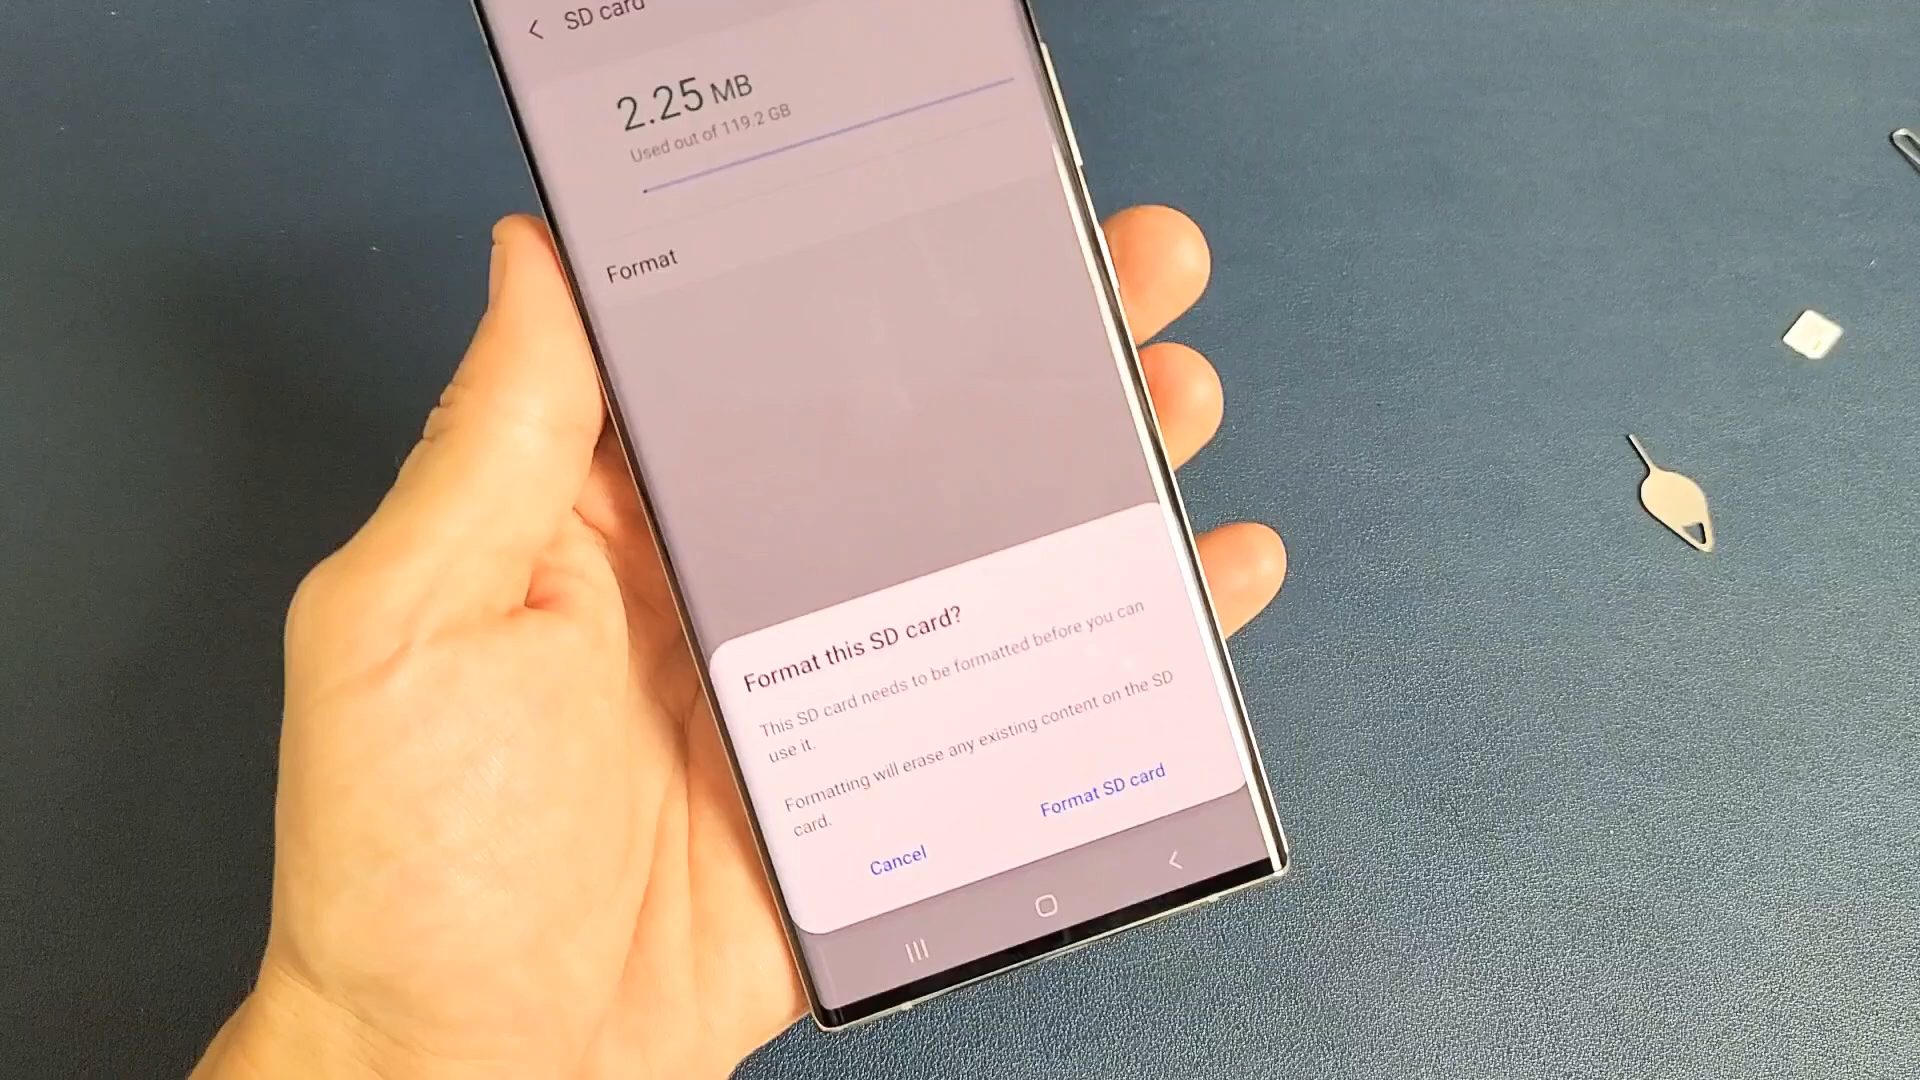 SD card
2.25 MB
Used out of 119.2 GB
Format
Format this SD card?
This SD card needs to be formatted before you can
use it.
Formatting will erase any existing content on the SD
card.
Cancel
Format SD card